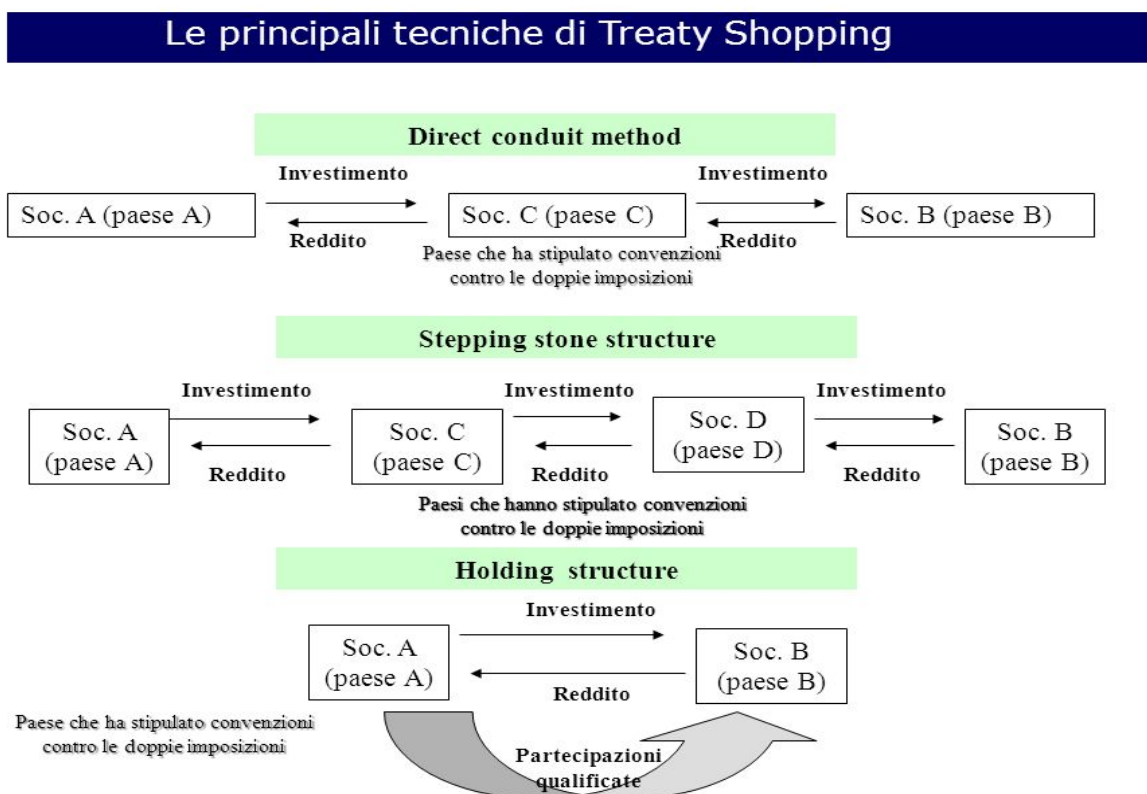 Le principali tecniche di Treaty Shopping
Direct conduit method
Investimento
Investimento
Soc. A (paese A)
Soc. C (paese C)
Soc. B (paese B)
Reddito
Reddito
Paese che ha stipulato convenzioni
contro le doppie imposizioni
Stepping stone structure
Investimento
Investimento
Investimento
Soc. A
(paese A)
Soc. C
(paese C)
Soc. D
(paese D)
Soc. B
(paese B)
Reddito
Reddito
Reddito
Paesi che hanno stipulato convenzioni
contro le doppie imposizioni
Holding structure
Investimento
Soc. A
(paese A)
Soc. B
(paese B)
Reddito
Paese che ha stipulato convenzioni
contro le doppie imposizioni
Partecipazioni
qualificate